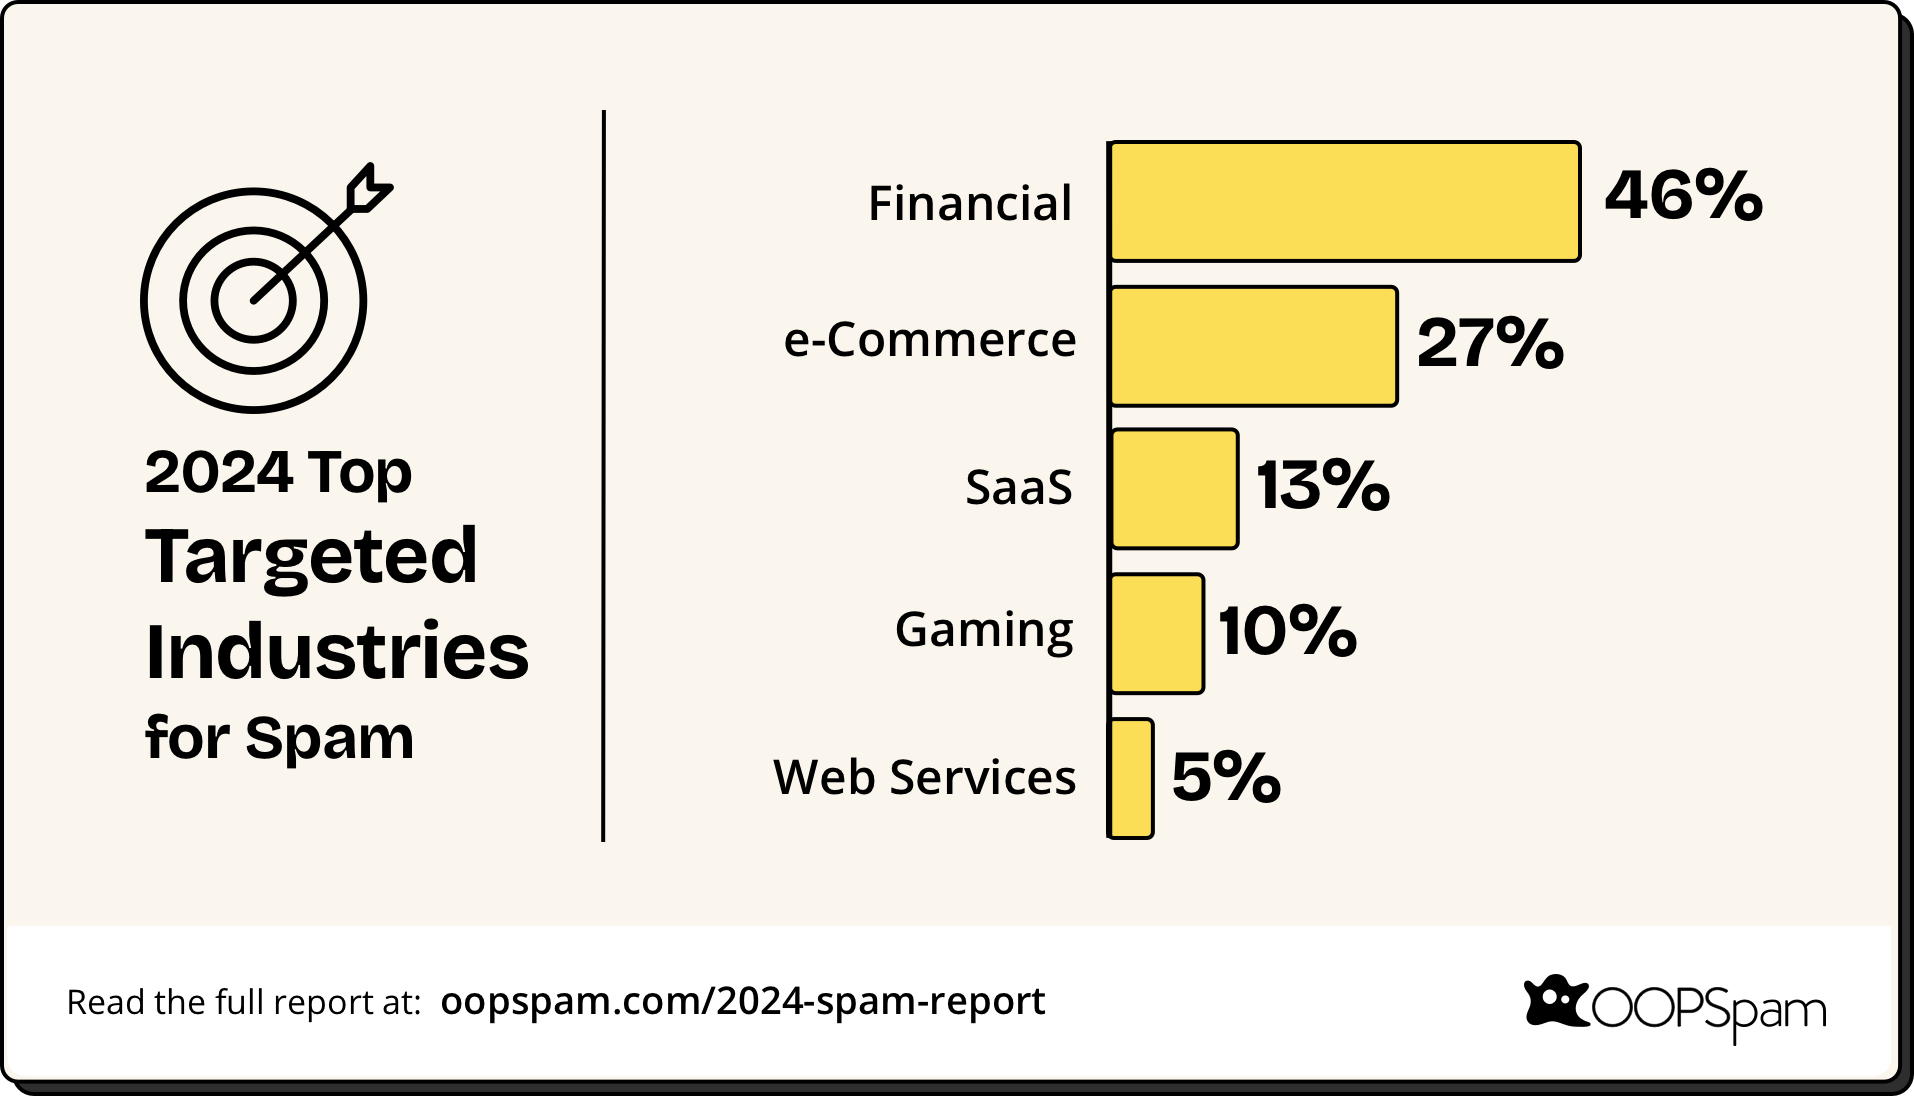 2024 Top
Targeted
Industries
for Spam
Financial 46%
e-Commerce 27%
SaaS 13%
Gaming 10%
Web Services 5%
Read the full report at: oopspam.com/2024-spam-report
OOPSpam